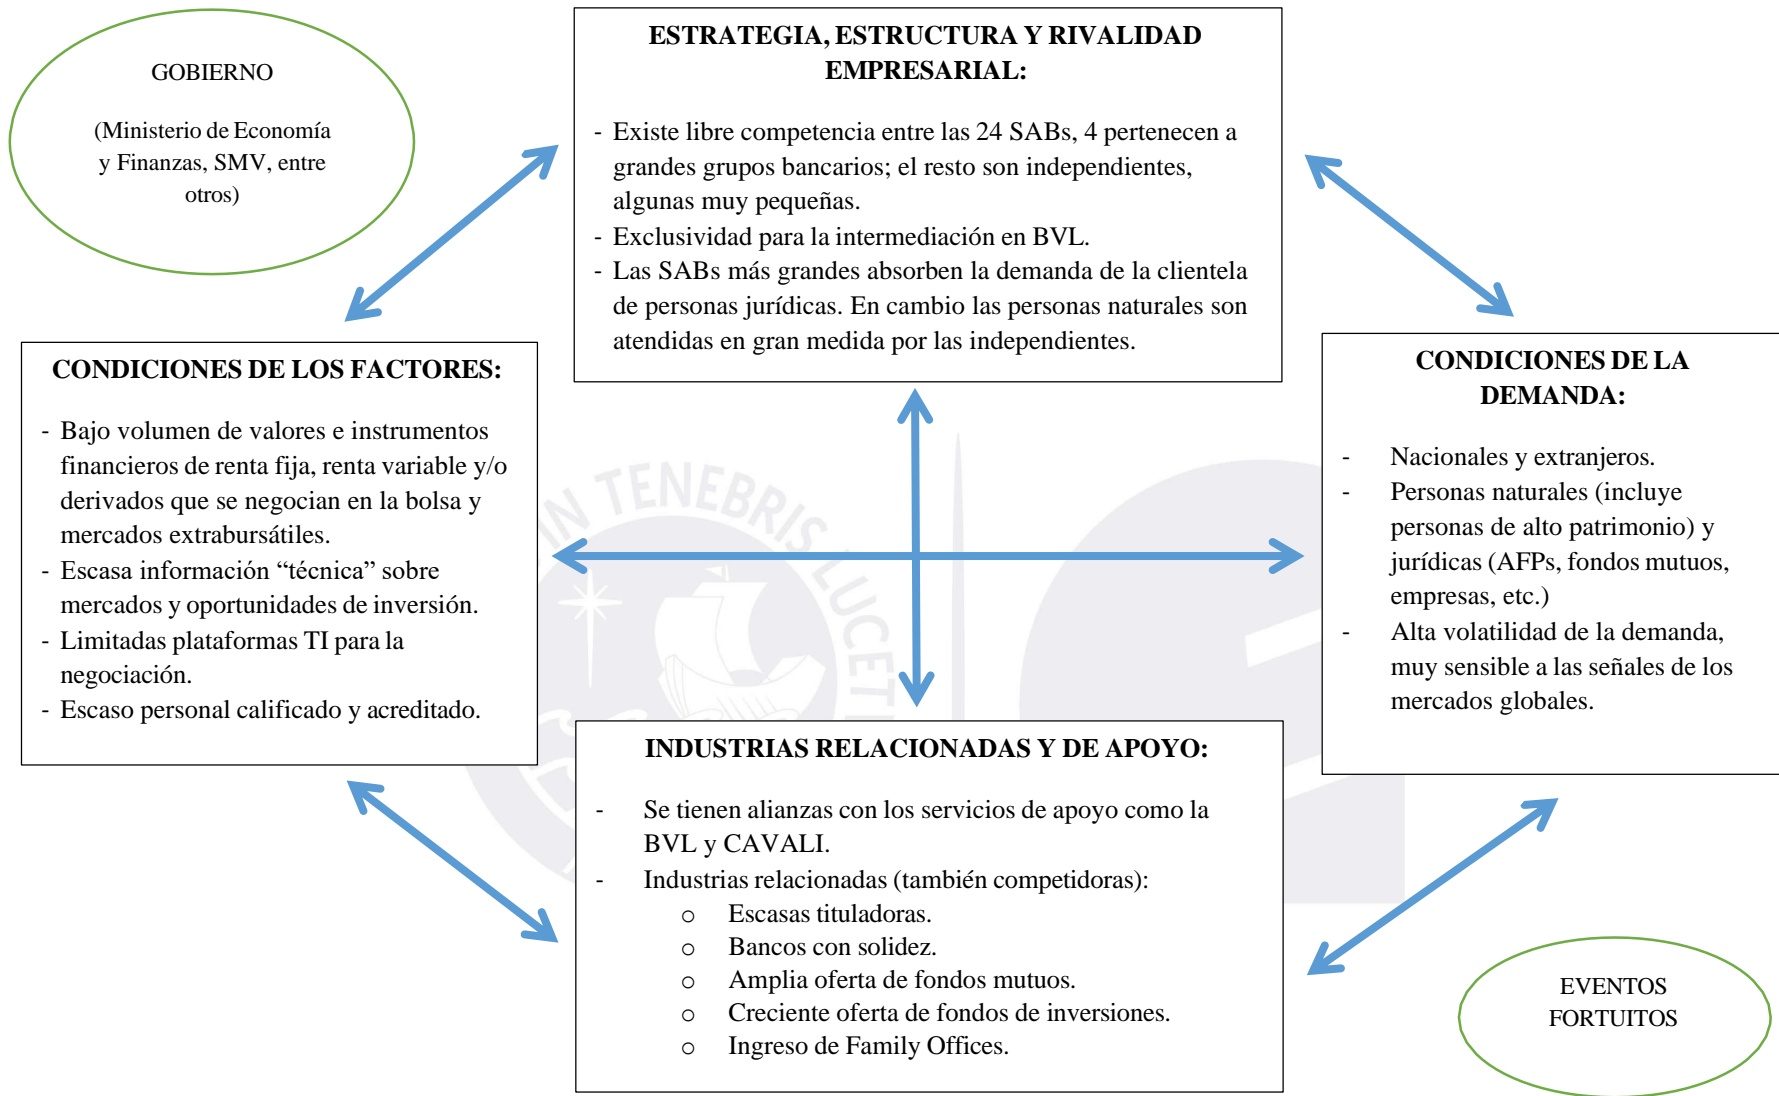 GOBIERNO
(Ministerio de Economía
y Finanzas, SMV, entre
otros)
ESTRATEGIA, ESTRUCTURA Y RIVALIDAD
EMPRESARIAL:
- Existe libre competencia entre las 24 SABs, 4 pertenecen a
grandes grupos bancarios; el resto son independientes,
algunas muy pequeñas.
- Exclusividad para la intermediación en BVL.
- Las SABs más grandes absorben la demanda de la clientela
de personas jurídicas. En cambio las personas naturales son
atendidas en gran medida por las independientes.
CONDICIONES DE LOS FACTORES:
- Bajo volumen de valores e instrumentos
financieros de renta fija, renta variable y/o
derivados que se negocian en la bolsa y
mercados extrabursátiles.
- Escasa información “técnica” sobre
mercados y oportunidades de inversión.
- Limitadas plataformas TI para la
negociación.
- Escaso personal calificado y acreditado.
CONDICIONES DE LA
DEMANDA:
- Nacionales y extranjeros.
- Personas naturales (incluye
personas de alto patrimonio) y
jurídicas (AFPs, fondos mutuos,
empresas, etc.)
- Alta volatilidad de la demanda,
muy sensible a las señales de los
mercados globales.
IN TENEBRIS LUCET
INDUSTRIAS RELACIONADAS Y DE APOYO:
- Se tienen alianzas con los servicios de apoyo como la
BVL y CAVALI.
- Industrias relacionadas (también competidoras):
o Escasas tituladoras.
o Bancos con solidez.
o Amplia oferta de fondos mutuos.
o Creciente oferta de fondos de inversiones.
o Ingreso de Family Offices.
EVENTOS
FORTUITOS